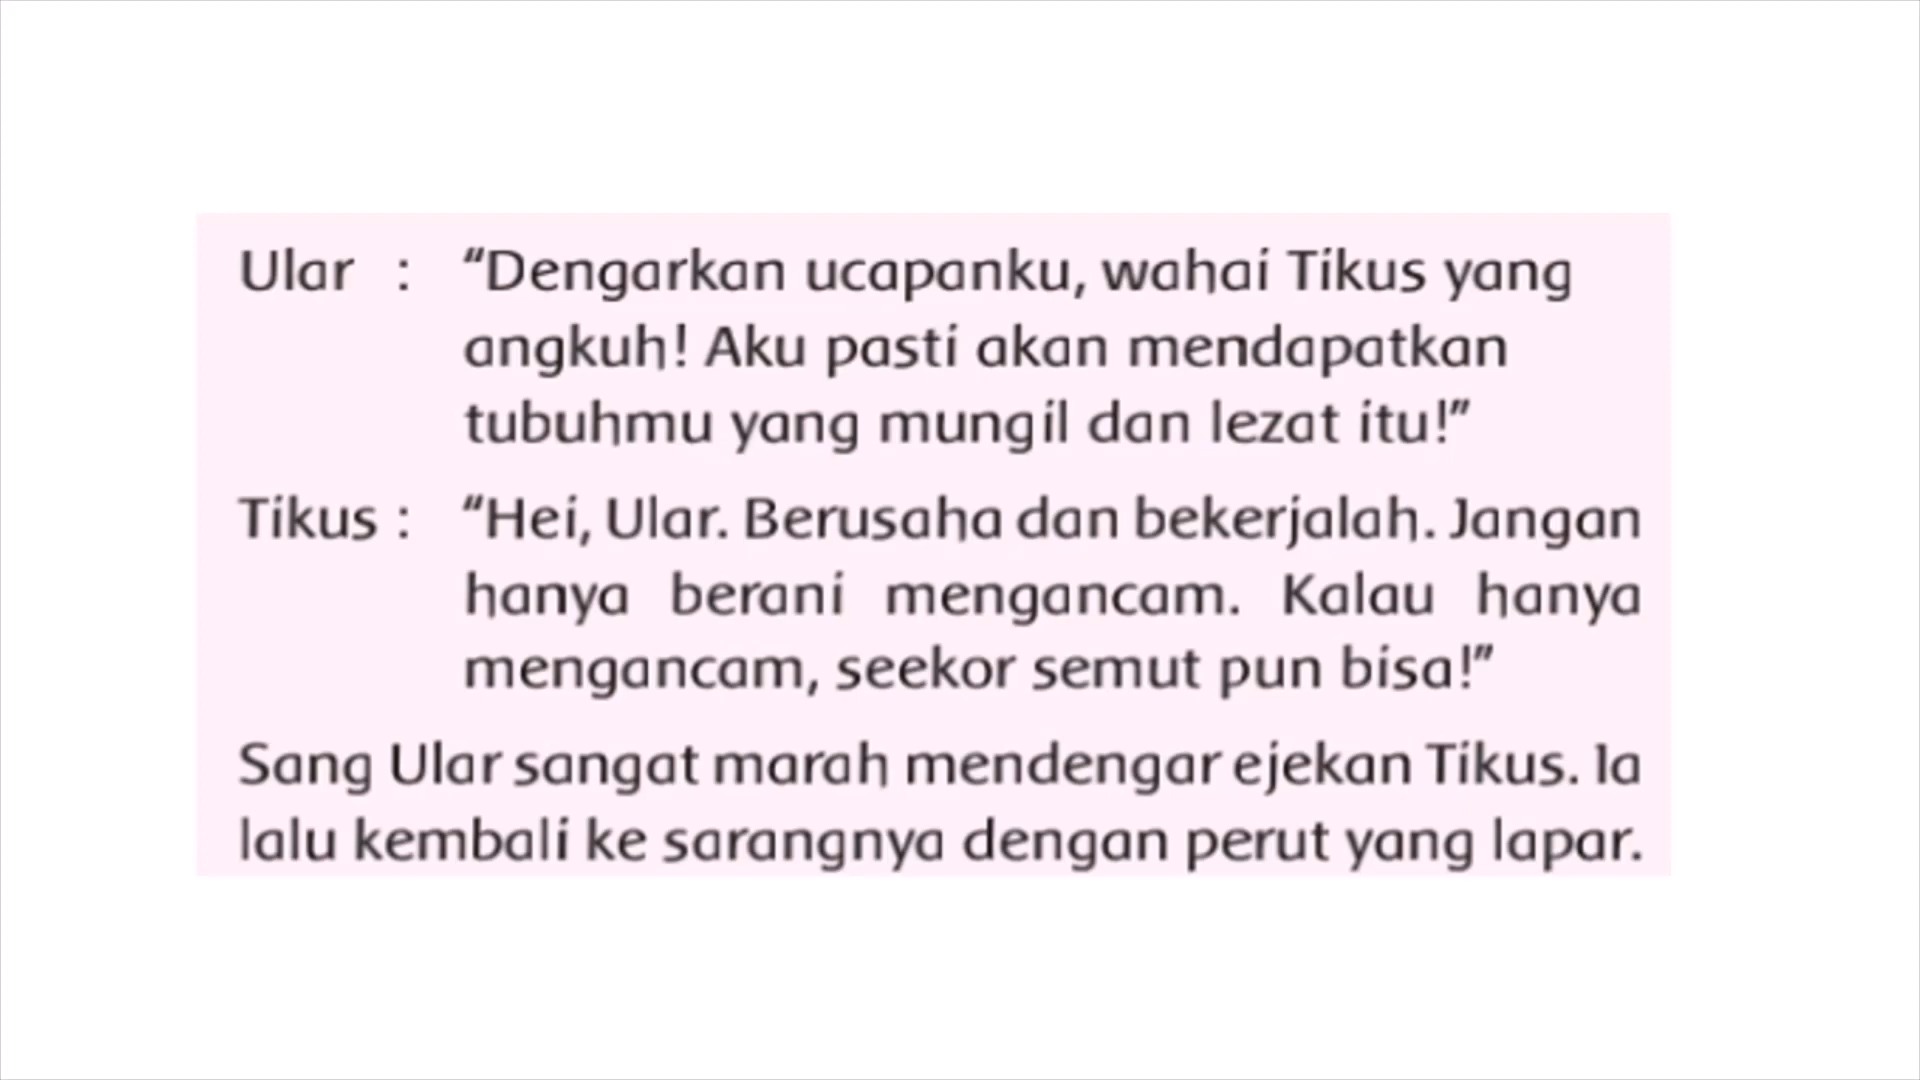 Ular : “Dengarkan ucapanku, wahai Tikus yang
angkuh! Aku pasti akan mendapatkan
tubuhmu yang mungil dan lezat itu!”
Tikus : “Hei, Ular. Berusaha dan bekerjalah. Jangan
hanya berani mengancam. Kalau hanya
mengancam, seekor semut pun bisa!”
Sang Ular sangat marah mendengar ejekan Tikus. Ia
lalu kembali ke sarangnya dengan perut yang lapar.